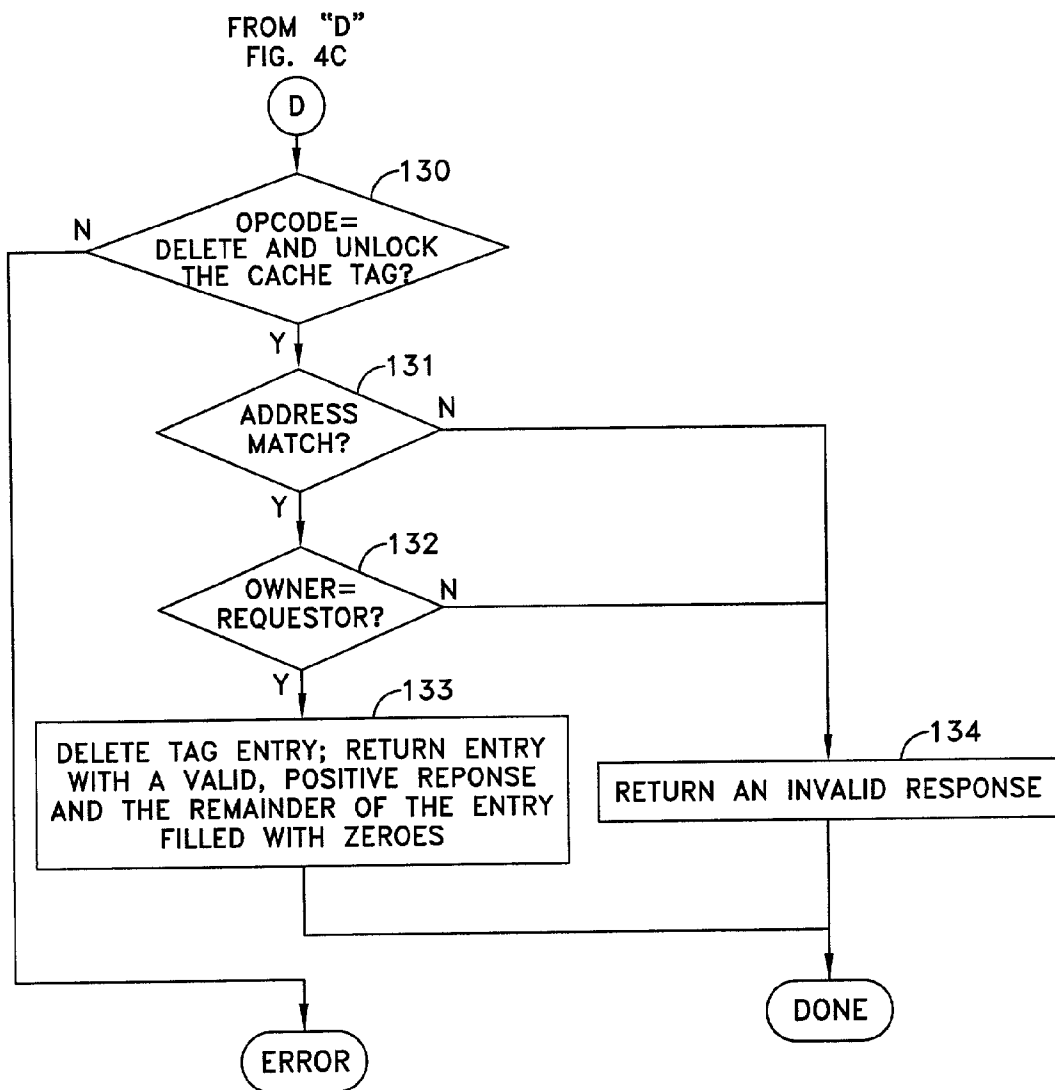 FROM "D"
FIG. 4C
D
130
N
OPCODE=
DELETE AND UNLOCK
THE CACHE TAG?
Y
131
ADDRESS
MATCH?
N
Y
132
OWNER=
REQUESTOR?
N
Y
133
DELETE TAG ENTRY; RETURN ENTRY
WITH A VALID, POSITIVE REPONSE
AND THE REMAINDER OF THE ENTRY
FILLED WITH ZEROES
134
RETURN AN INVALID RESPONSE
DONE
ERROR